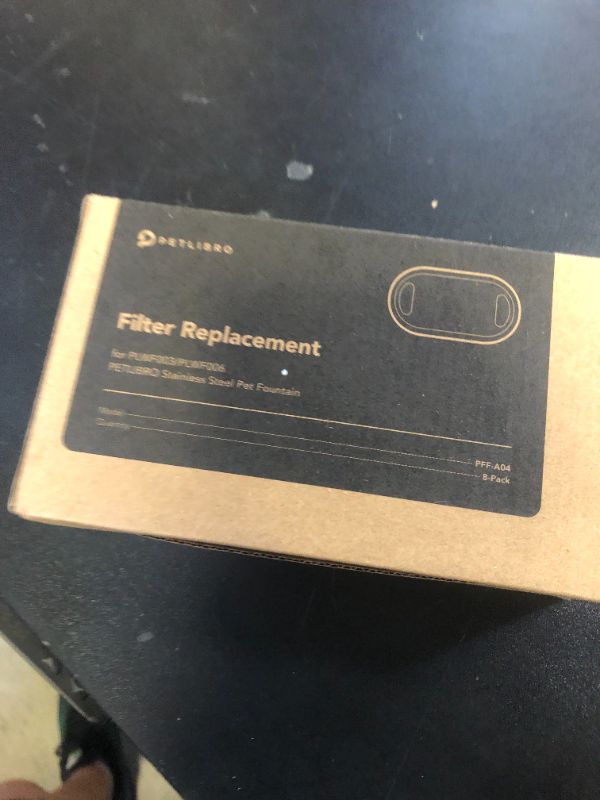 PETLIBRO
Filter Replacement
for PLWF003/PLWF006
PETLIBRO Stainless Steel Pet Fountain
Model PFF-A04
Quantity 8-Pack